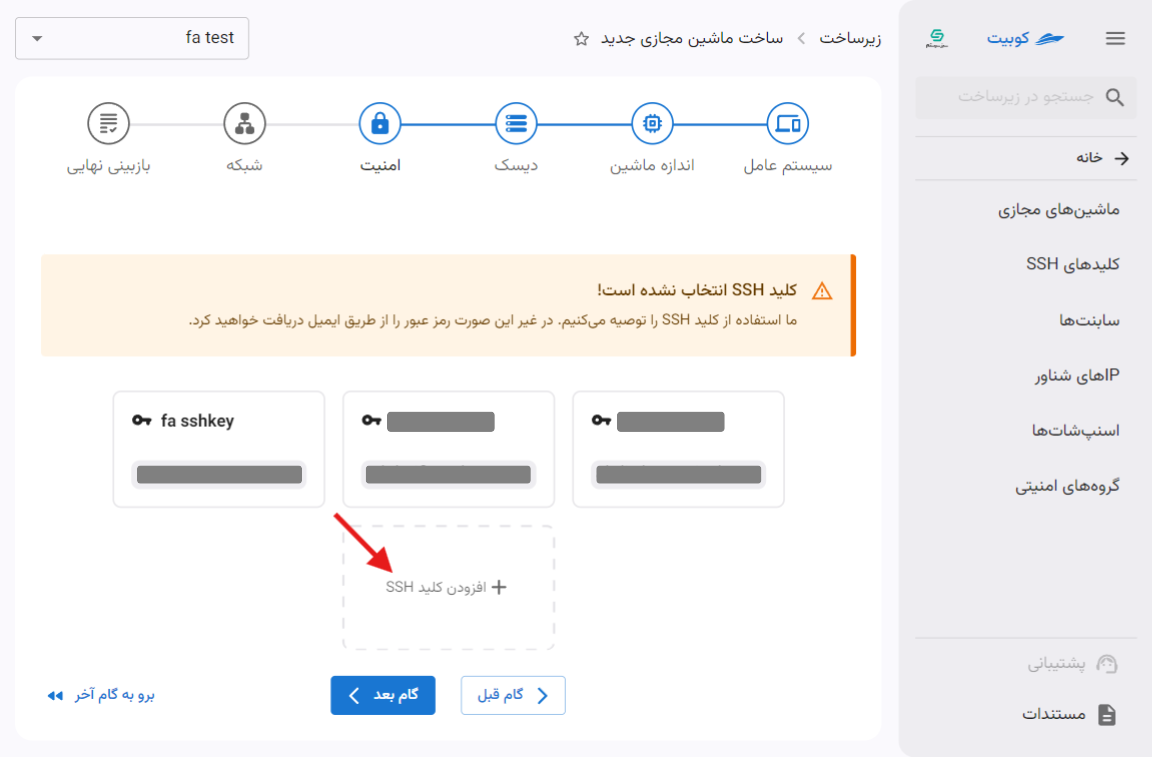 کوبیت
جستجو در زیرساخت
خانه
ماشین‌های مجازی
کلیدهای SSH
سابنت‌ها
IPهای شناور
اسنپ‌شات‌ها
گروه‌های امنیتی
پشتیبانی
مستندات
زیرساخت
ساخت ماشین مجازی جدید
fa test
سیستم عامل
اندازه ماشین
دیسک
امنیت
شبکه
بازبینی نهایی
کلید SSH انتخاب نشده است!
ما استفاده از کلید SSH را توصیه می‌کنیم. در غیر این صورت رمز عبور را از طریق ایمیل دریافت خواهید کرد.
fa sshkey
افزودن کلید SSH
گام قبل
گام بعد
برو به گام آخر